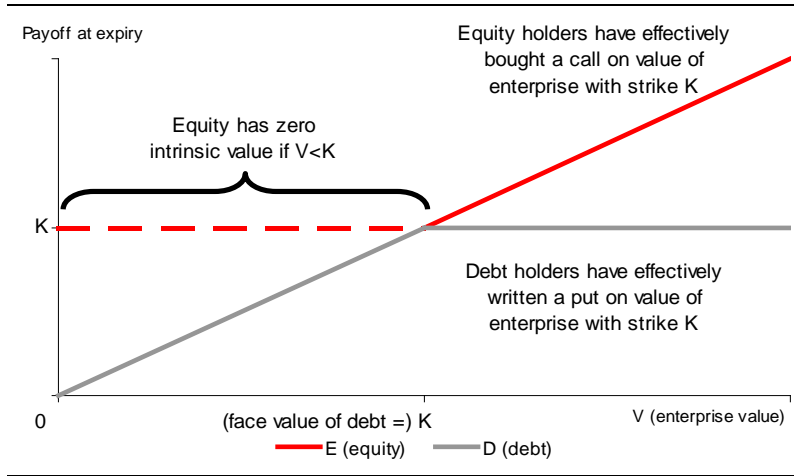 Payoff at expiry
Equity holders have effectively
bought a call on value of
enterprise with strike K
Equity has zero
intrinsic value if V<K
K
Debt holders have effectively
written a put on value of
enterprise with strike K
0
(face value of debt =) K
V (enterprise value)
E (equity)
D (debt)